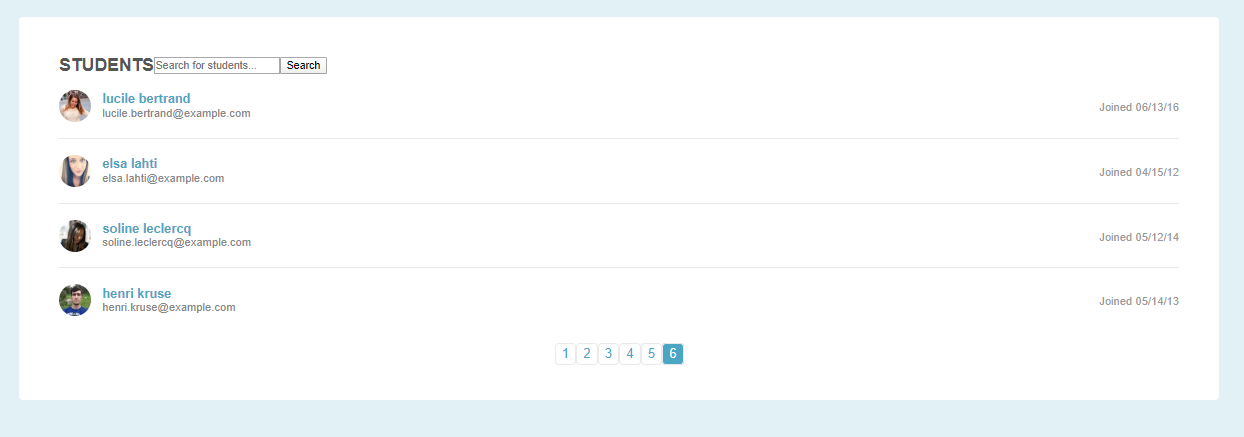 STUDENTS Search for students... Search
lucile bertrand
lucile.bertrand@example.com
Joined 06/13/16
elsa lahti
elsa.lahti@example.com
Joined 04/15/12
soline leclercq
soline.leclercq@example.com
Joined 05/12/14
henri kruse
henri.kruse@example.com
Joined 05/14/13
1 2 3 4 5 6